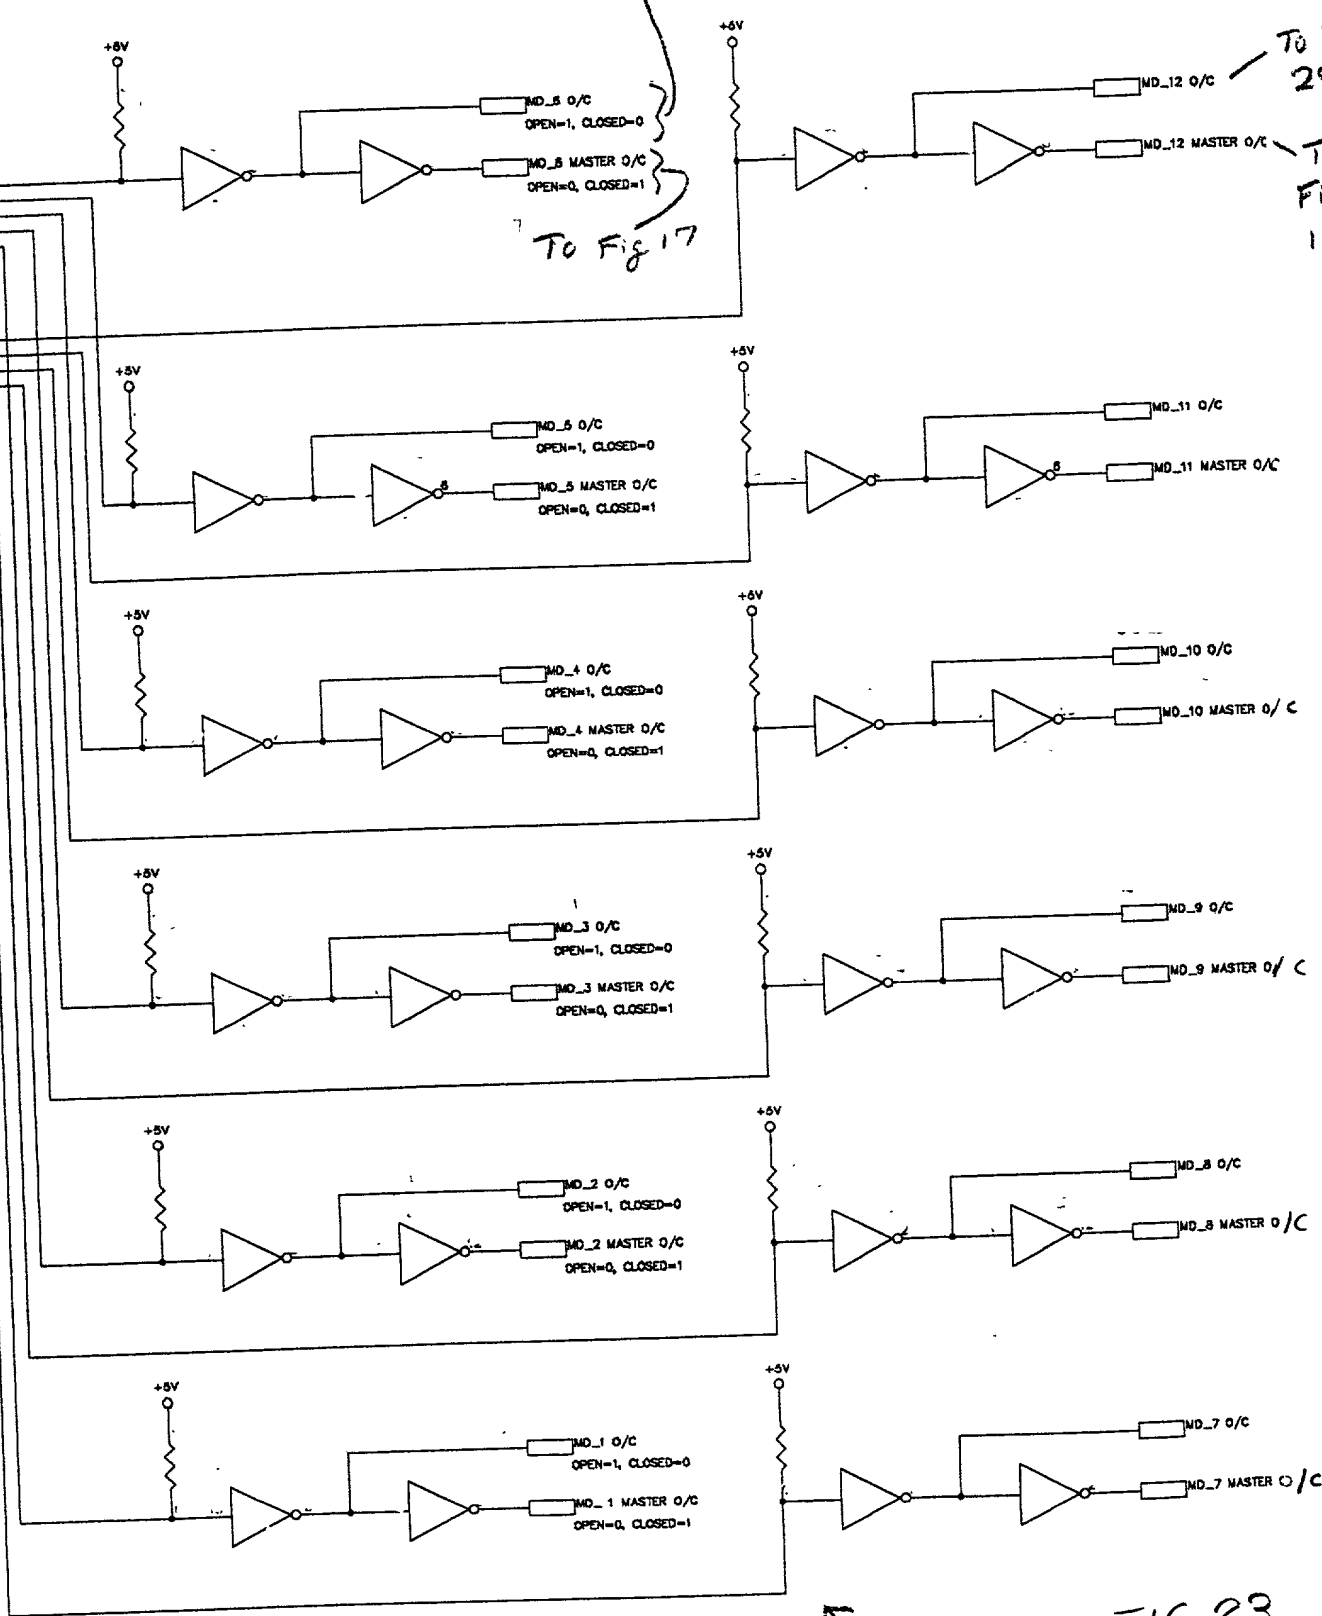 +5V
MD_6 O/C
OPEN=1, CLOSED=0
MD_6 MASTER O/C
OPEN=0, CLOSED=1
To Fig 17
+5V
MD_12 O/C
To
MD_12 MASTER O/C
+5V
MD_5 O/C
OPEN=1, CLOSED=0
MD_5 MASTER O/C
OPEN=0, CLOSED=1
+5V
MD_11 O/C
MD_11 MASTER O/C
+5V
MD_4 O/C
OPEN=1, CLOSED=0
MD_4 MASTER O/C
OPEN=0, CLOSED=1
+5V
MD_10 O/C
MD_10 MASTER O/C
+5V
MD_3 O/C
OPEN=1, CLOSED=0
MD_3 MASTER O/C
OPEN=0, CLOSED=1
+5V
MD_9 O/C
MD_9 MASTER O/C
+5V
MD_2 O/C
OPEN=1, CLOSED=0
MD_2 MASTER O/C
OPEN=0, CLOSED=1
+5V
MD_8 O/C
MD_8 MASTER O/C
+5V
MD_1 O/C
OPEN=1, CLOSED=0
MD_1 MASTER O/C
OPEN=0, CLOSED=1
+5V
MD_7 O/C
MD_7 MASTER O/C
FIG 23